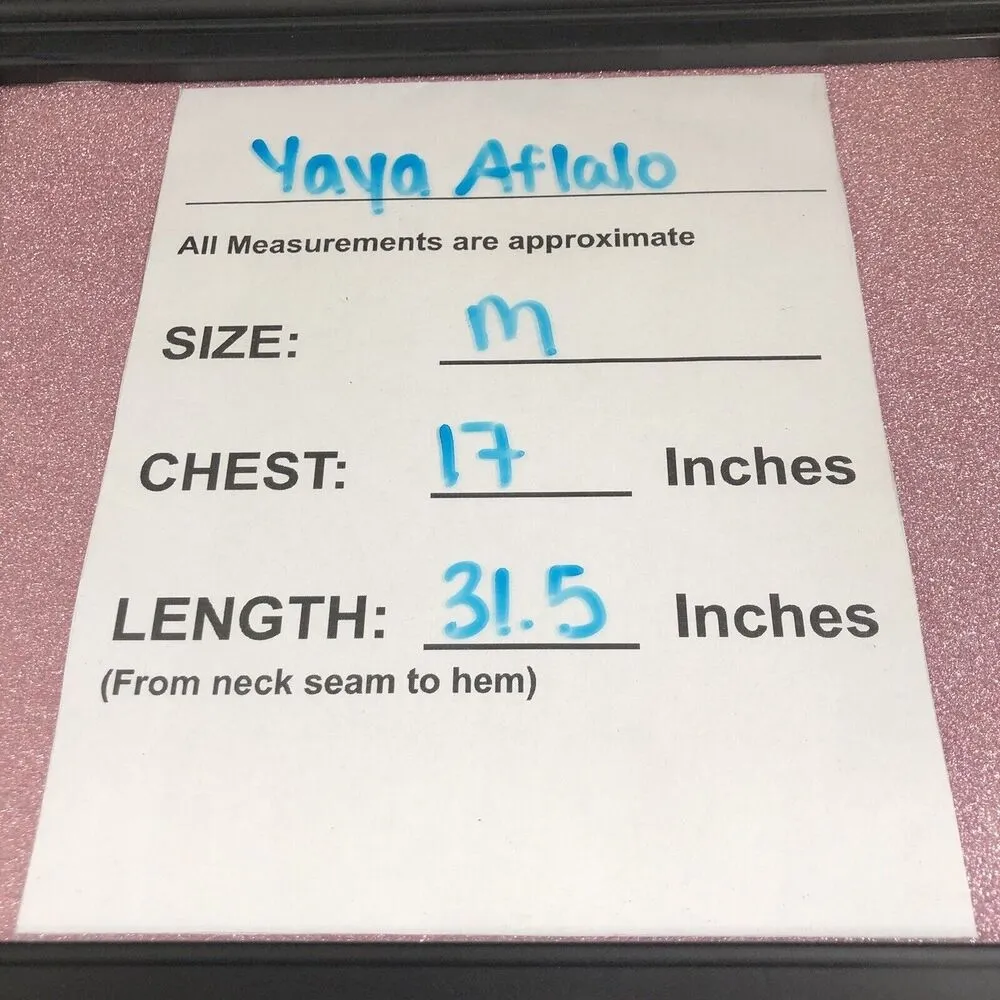 Yaya Aflalo
All Measurements are approximate
SIZE: M
CHEST: 17 Inches
LENGTH: 31.5 Inches
(From neck seam to hem)